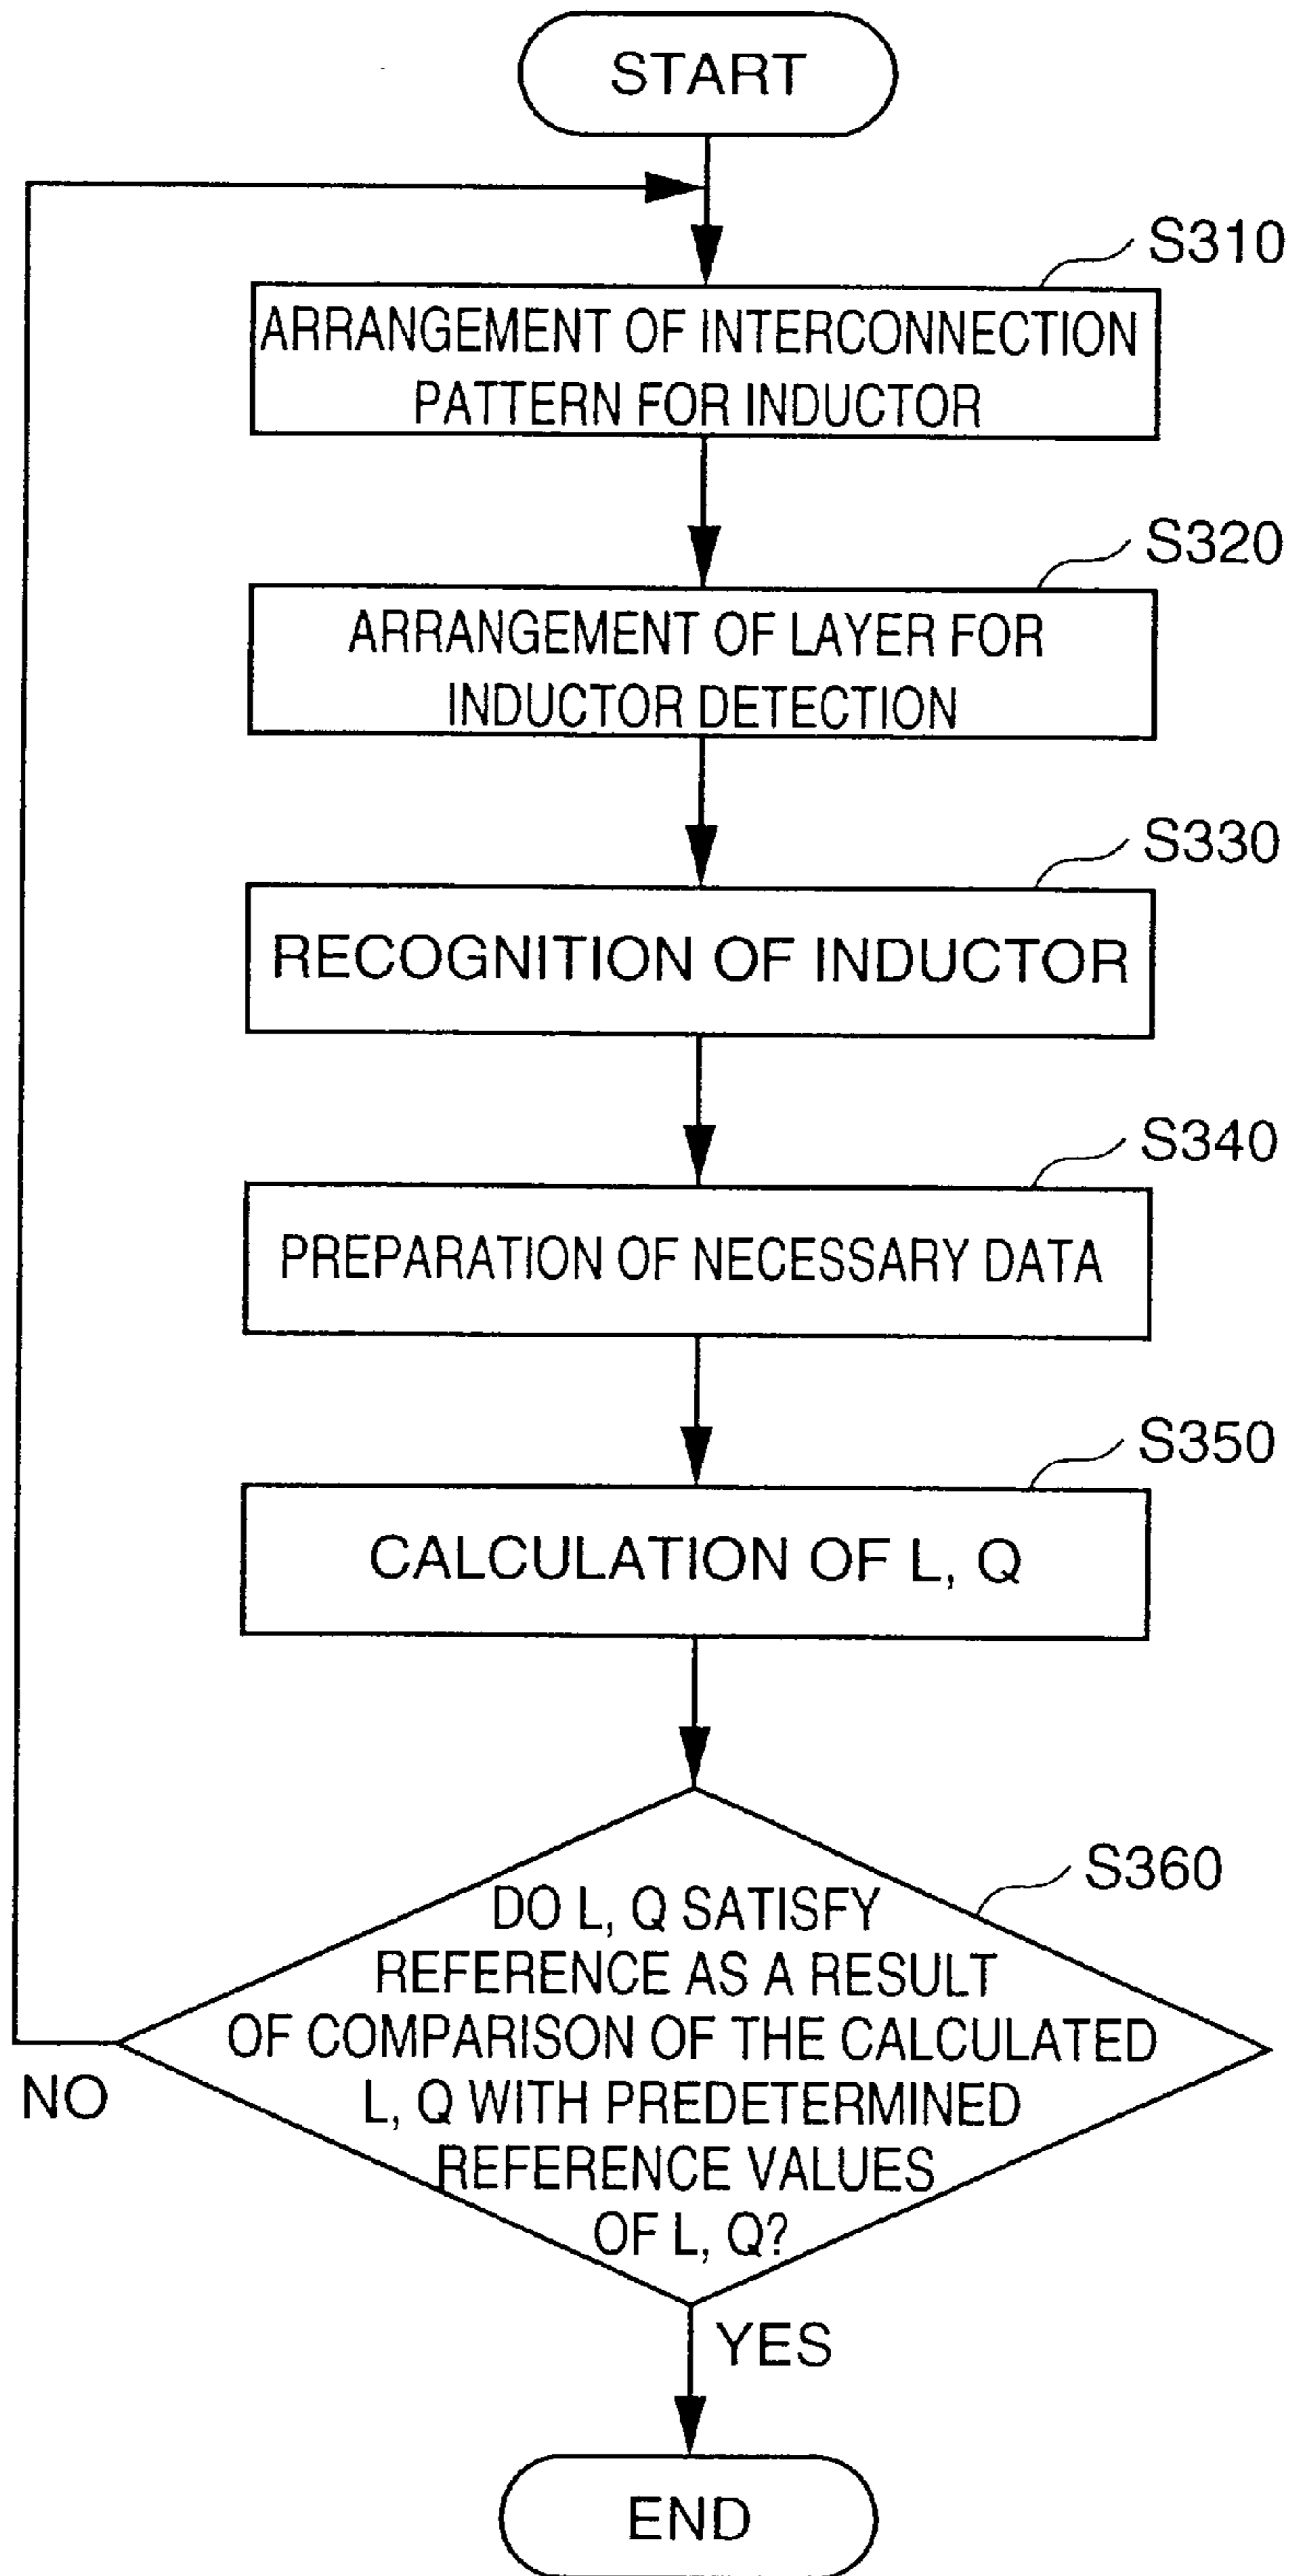 START
S310
ARRANGEMENT OF INTERCONNECTION
PATTERN FOR INDUCTOR
S320
ARRANGEMENT OF LAYER FOR
INDUCTOR DETECTION
S330
RECOGNITION OF INDUCTOR
S340
PREPARATION OF NECESSARY DATA
S350
CALCULATION OF L, Q
S360
DO L, Q SATISFY
REFERENCE AS A RESULT
OF COMPARISON OF THE CALCULATED
L, Q WITH PREDETERMINED
REFERENCE VALUES
OF L, Q?
NO
YES
END